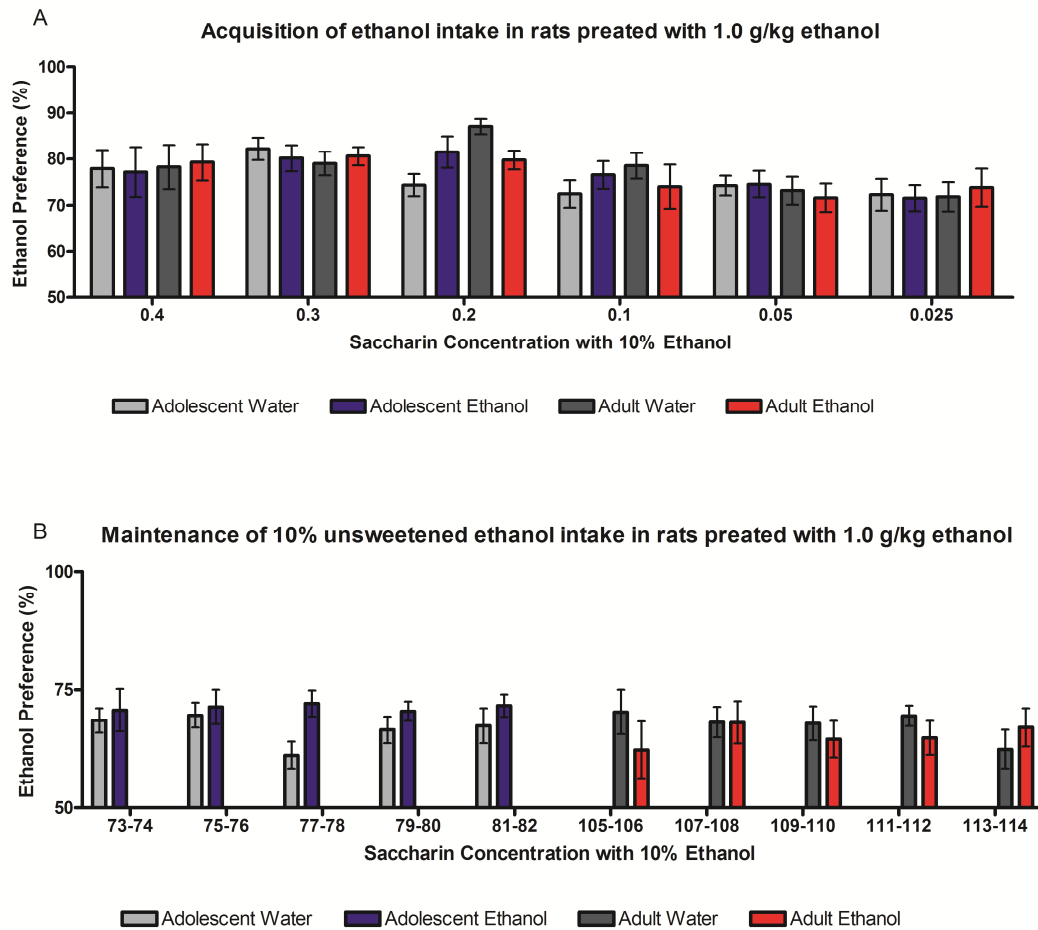 A
Acquisition of ethanol intake in rats preated with 1.0 g/kg ethanol
Ethanol Preference (%)
100
90
80
70
60
50
0.4 0.3 0.2 0.1 0.05 0.025
Saccharin Concentration with 10% Ethanol
Adolescent Water Adolescent Ethanol Adult Water Adult Ethanol
B
Maintenance of 10% unsweetened ethanol intake in rats preated with 1.0 g/kg ethanol
Ethanol Preference (%)
100
75
50
73-74 75-76 77-78 79-80 81-82 105-106 107-108 109-110 111-112 113-114
Saccharin Concentration with 10% Ethanol
Adolescent Water Adolescent Ethanol Adult Water Adult Ethanol